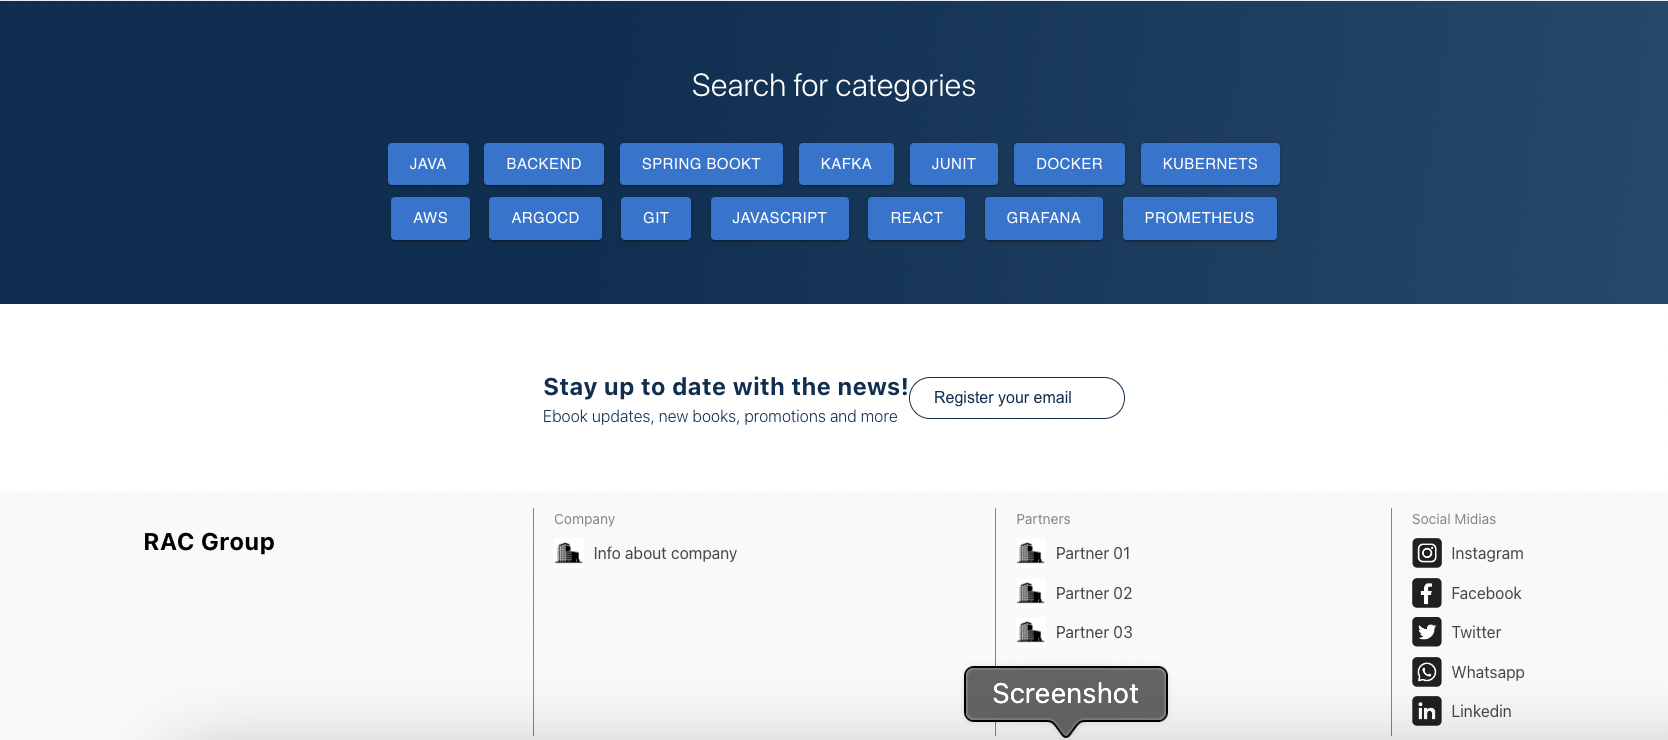 Search for categories
JAVA BACKEND SPRING BOOKT KAFKA JUNIT DOCKER KUBERNETS
AWS ARGOCD GIT JAVASCRIPT REACT GRAFANA PROMETHEUS
Stay up to date with the news!
Ebook updates, new books, promotions and more
Register your email
RAC Group
Company
Info about company
Partners
Partner 01
Partner 02
Partner 03
Social Midias
Instagram
Facebook
Twitter
Whatsapp
Linkedin
Screenshot